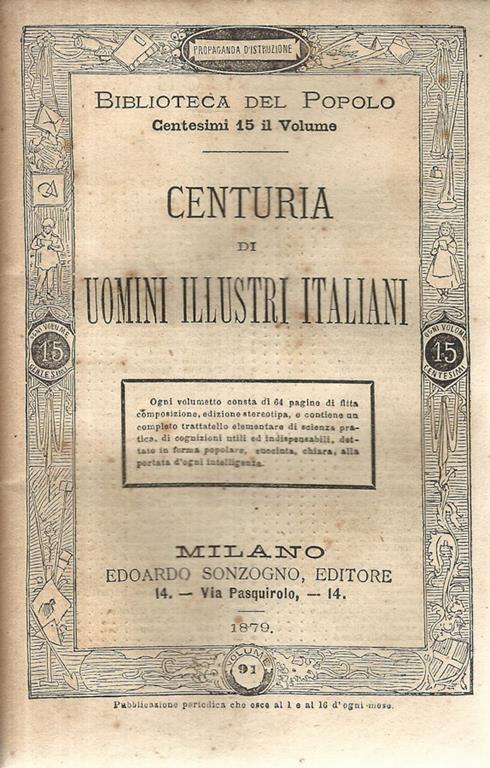 PROPAGANDA D'ISTRUZIONE
BIBLIOTECA DEL POPOLO
Centesimi 15 il Volume
CENTURIA
DI
UOMINI ILLUSTRI ITALIANI
OGNI VOLUME
15
CENTESIMI
OGNI VOLUME
15
CENTESIMI
Ogni volumetto consta di 64 pagine di fitta
composizione, edizione stereotipa, e contiene un
completo trattatello elementare di scienza pra-
tica, di cognizioni utili ed indispensabili, det-
tato in forma popolare, succinta, chiara, alla
portata d'ogni intelligenza.
MILANO
EDOARDO SONZOGNO, EDITORE
14. — Via Pasquirolo, — 14.
1879.
VOLUME
91
Pubblicazione periodica che esce al 1 e al 16 d'ogni mese.